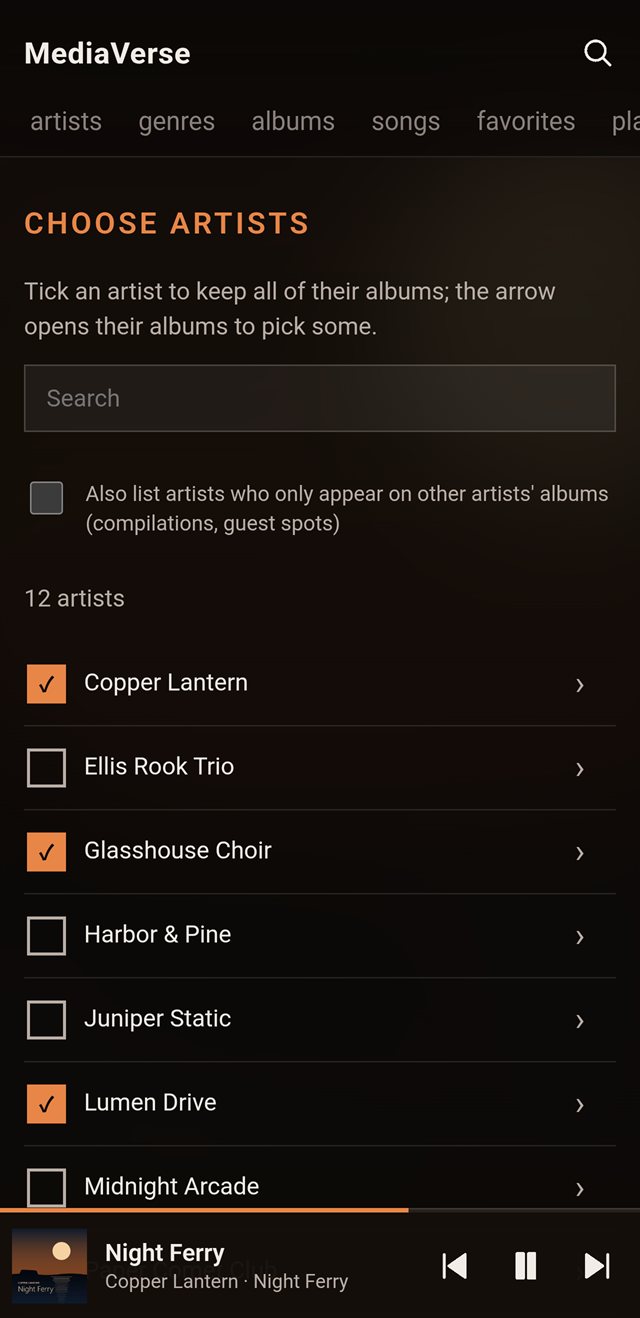 MediaVerse
artists genres albums songs favorites pla
CHOOSE ARTISTS
Tick an artist to keep all of their albums; the arrow
opens their albums to pick some.
Search
Also list artists who only appear on other artists' albums
(compilations, guest spots)
12 artists
Copper Lantern
Ellis Rook Trio
Glasshouse Choir
Harbor & Pine
Juniper Static
Lumen Drive
Midnight Arcade
Night Ferry
Copper Lantern · Night Ferry
Night Ferry